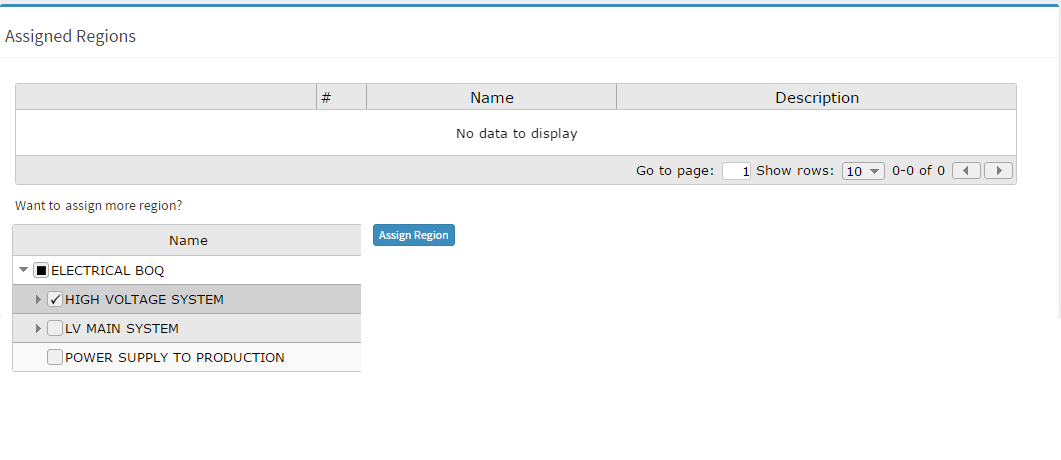 Assigned Regions
# Name Description
No data to display
Go to page: 1 Show rows: 10 0-0 of 0
Want to assign more region?
Name
Assign Region
ELECTRICAL BOQ
HIGH VOLTAGE SYSTEM
LV MAIN SYSTEM
POWER SUPPLY TO PRODUCTION